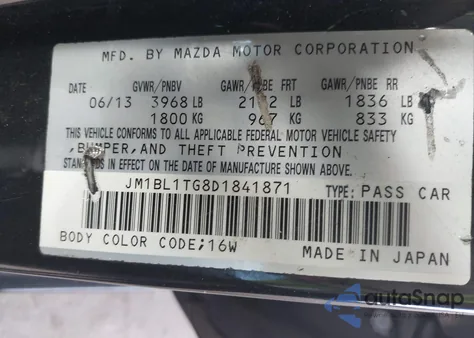 MFD. BY MAZDA MOTOR CORPORATION
DATE GVWR/PNBV GAWR/PNBE FRT GAWR/PNBE RR
06/13 3968 LB LB 1836 LB
1800 KG 967 KG 833 KG
THIS VEHICLE CONFORMS TO ALL APPLICABLE FEDERAL MOTOR VEHICLE SAFETY
,BUMPER,AND THEFT PREVENTION
STANDARDS IN EFFECT ON THE DATE OF MANUFACTURE SHOWN ABOVE.
JM1BL1TG8D1841871 TYPE: PASS CAR
BODY COLOR CODE;16W MADE IN JAPAN
autoSnap